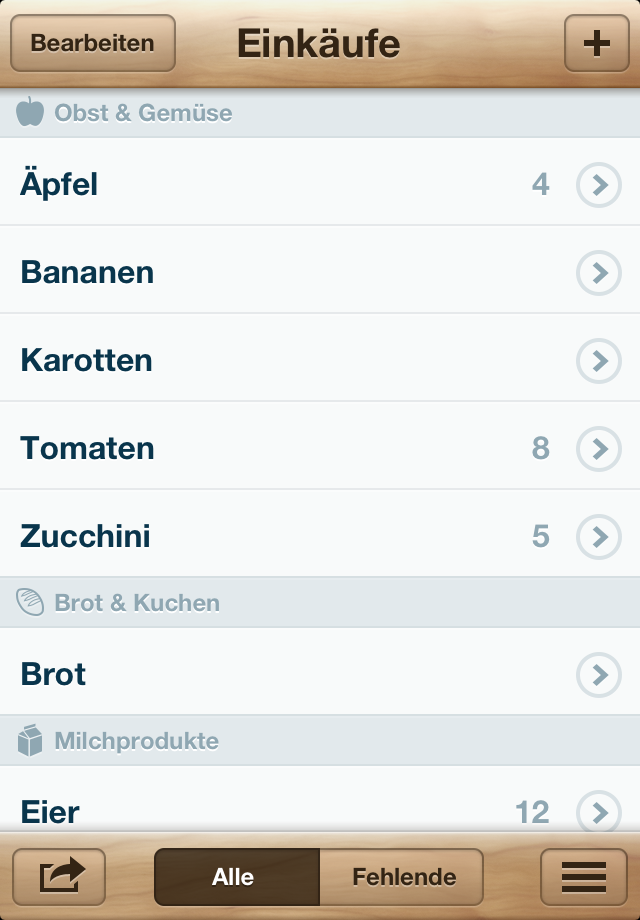 Bearbeiten Einkäufe +
Obst & Gemüse
Äpfel 4
Bananen
Karotten
Tomaten 8
Zucchini 5
Brot & Kuchen
Brot
Milchprodukte
Eier 12
Alle Fehlende